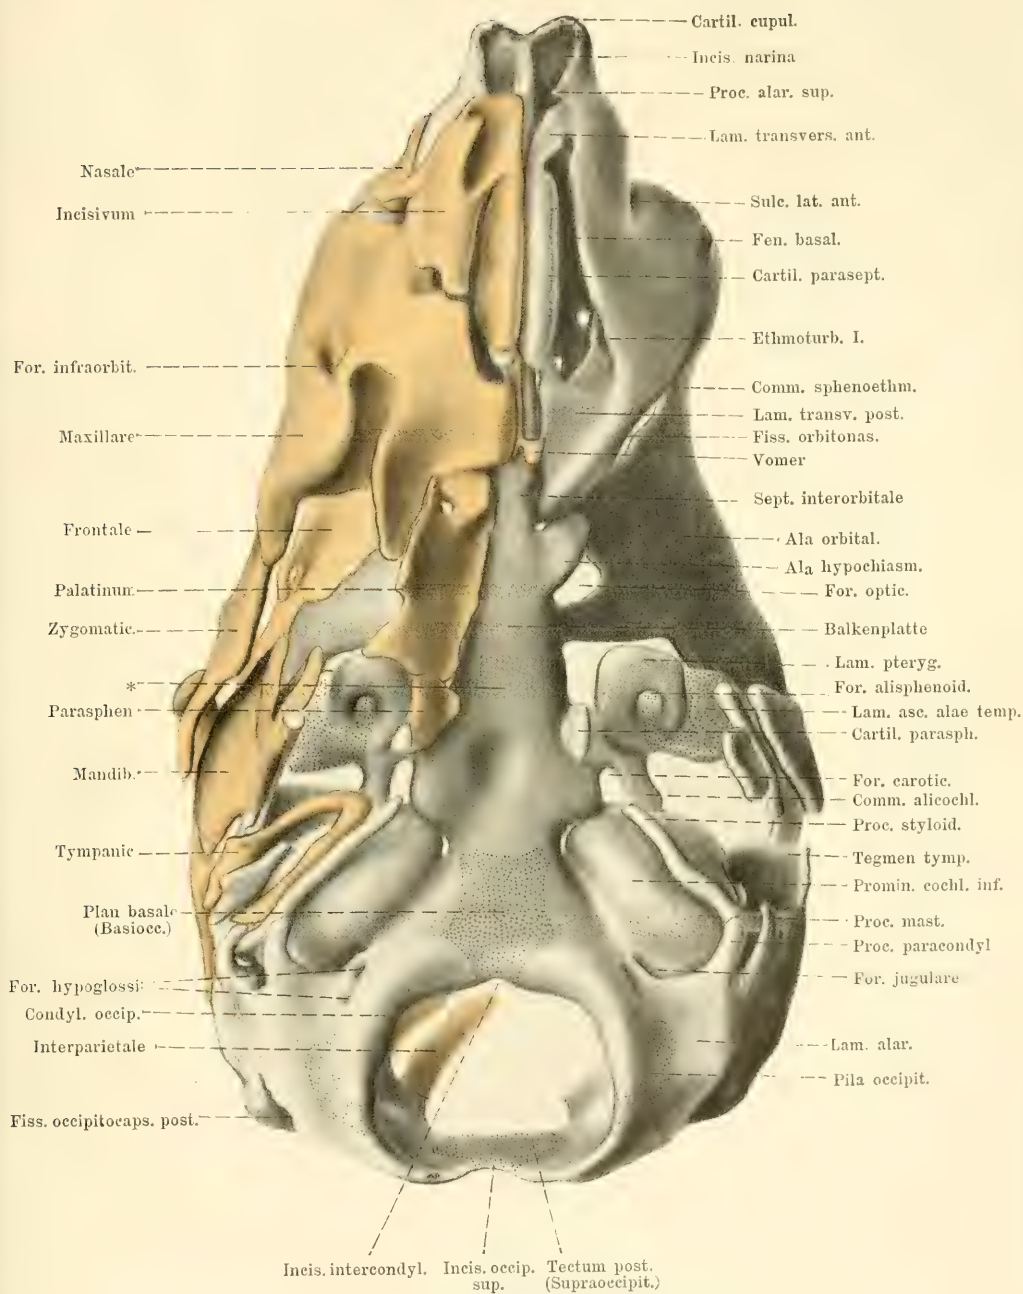 Cartil. cupul.
Incis. narina
Proc. alar. sup.
Lam. transvers. ant.
Nasale
Incisivum
Sulc. lat. ant.
Fen. basal.
Cartil. parasept.
Ethmoturb. I.
For. infraorbit.
Comm. sphenoethm.
Lam. transv. post.
Maxillare
Fiss. orbitonas.
Vomer
Sept. interorbitale
Frontale
Ala orbital.
Ala hypochiasm.
Palatinum
For. optic.
Zygomatic.
Balkenplatte
Lam. pteryg.
*
For. alisphenoid.
Parasphen
Lam. asc. alae temp.
Cartil. parasph.
Mandib.
For. carotic.
Comm. alicochl.
Proc. styloid.
Tympanic
Tegmen tymp.
Promin. cochl. inf.
Plan basale
(Basiocc.)
Proc. mast.
Proc. paracondyl
For. hypoglossi
For. jugulare
Condyl. occip.
Interparietale
Lam. alar.
Pila occipit.
Fiss. occipitocaps. post.
Incis. intercondyl.
Incis. occip.
sup.
Tectum post.
(Supraoccipit.)